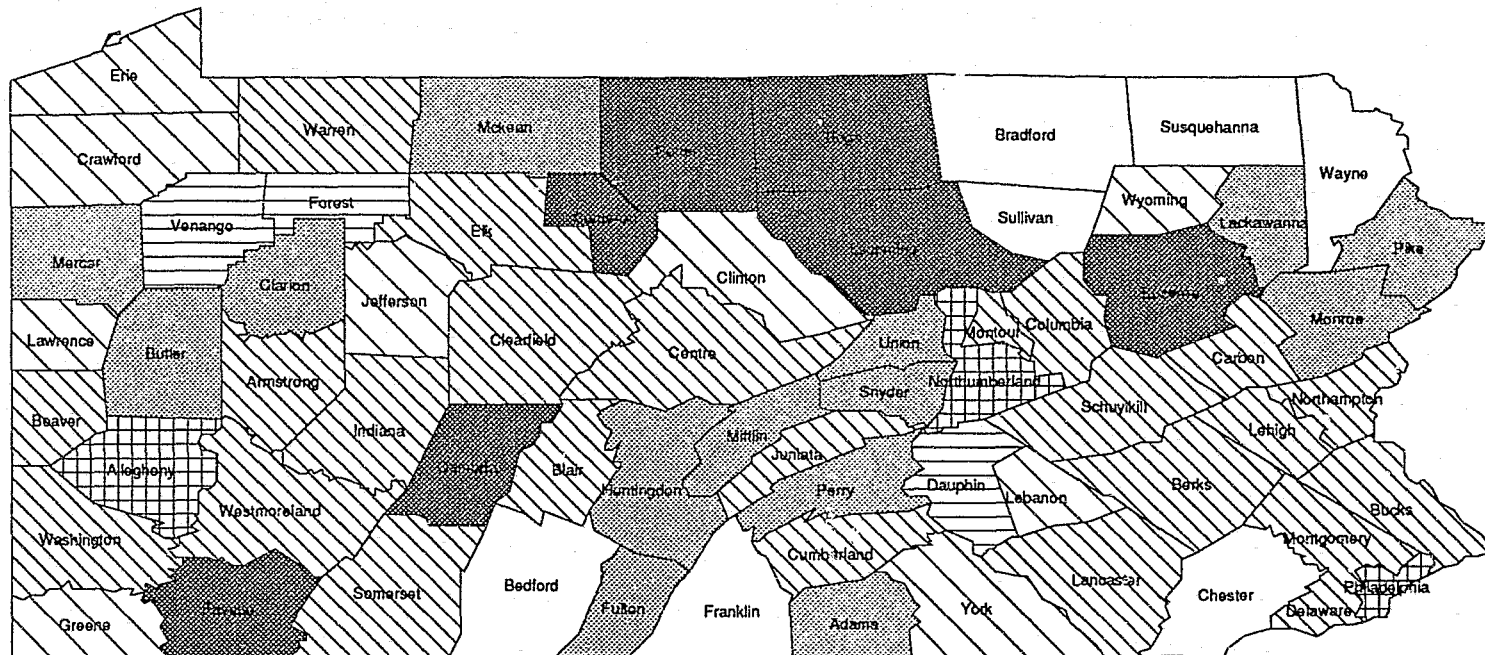 Erie
Warren
Mckean
Potter
Tioga
Bradford
Susquehanna
Crawford
Wayne
Forest
Venango
Elk
Sullivan
Wyoming
Lackawanna
Mercer
Clarion
Clinton
Pike
Jefferson
Lawrence
Butler
Clearfield
Centre
Union
Montour
Columbia
Monroe
Carbon
Armstrong
Snyder
Northumberland
Beaver
Indiana
Schuylkill
Northampton
Lehigh
Allegheny
Blair
Mifflin
Juniata
Huntingdon
Perry
Dauphin
Lebanon
Berks
Westmoreland
Washington
Bucks
Montgomery
Lancaster
Bedford
Somerset
Fulton
Franklin
York
Chester
Philadelphia
Delaware
Greene
Adams